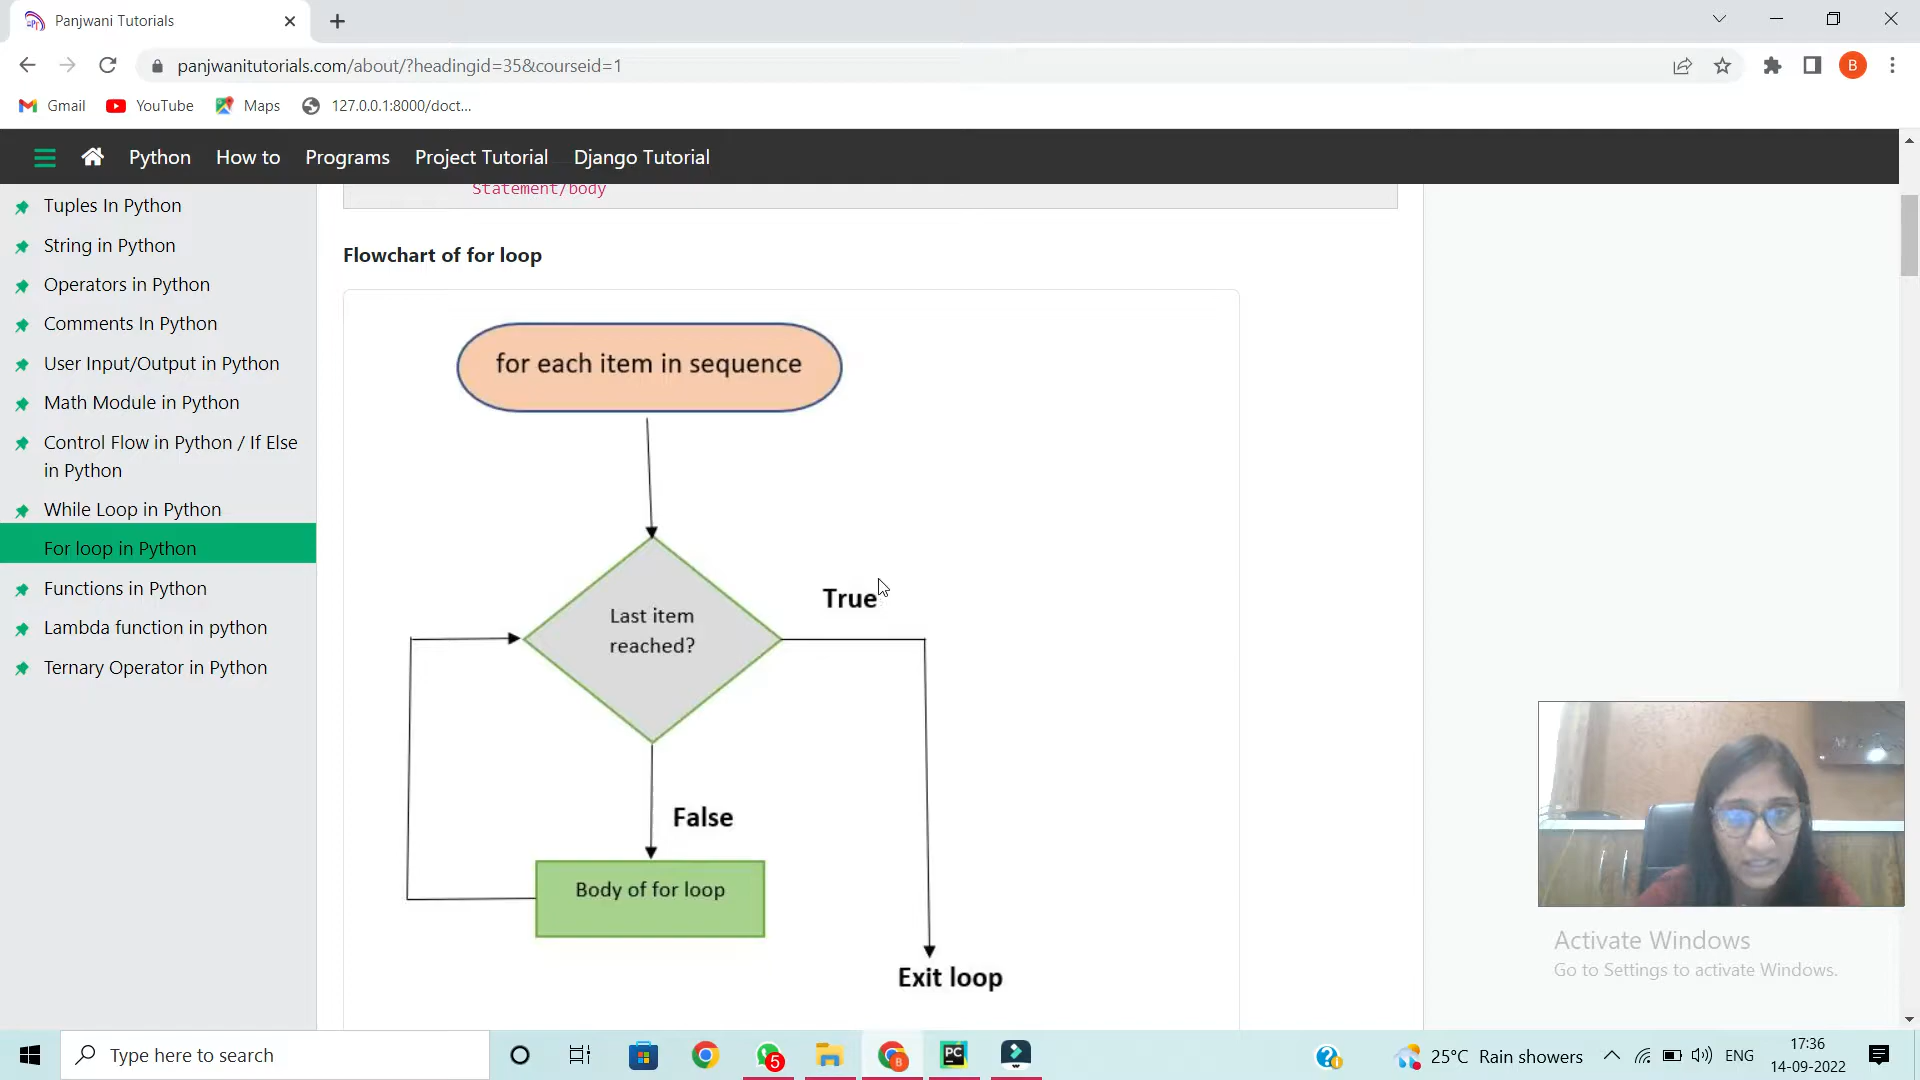 Panjwani Tutorials
panjwanitutorials.com/about/?headingid=35&courseid=1
B
Gmail YouTube Maps 127.0.0.1:8000/doct...
Python How to Programs Project Tutorial Django Tutorial
Tuples In Python
String in Python
Operators in Python
Comments In Python
User Input/Output in Python
Math Module in Python
Control Flow in Python / If Else
in Python
While Loop in Python
For loop in Python
Functions in Python
Lambda function in python
Ternary Operator in Python
Statement/body
Flowchart of for loop
for each item in sequence
Last item
reached?
True
False
Body of for loop
Exit loop
Activate Windows
Go to Settings to activate Windows.
Type here to search
5
B
PC
25°C Rain showers
ENG
17:36
14-09-2022